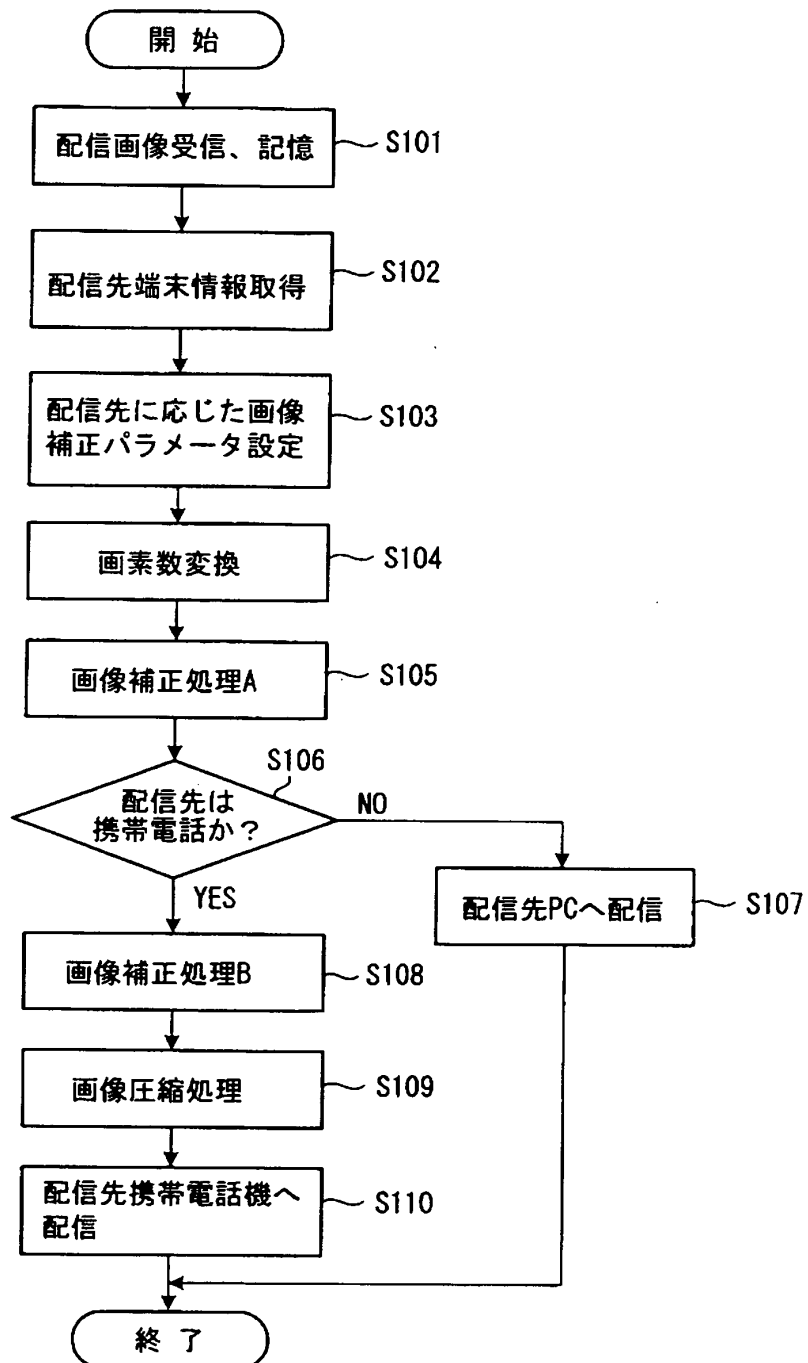 開始
配信画像受信、記憶
S101
配信先端末情報取得
S102
配信先に応じた画像
補正パラメータ設定
S103
画素数変換
S104
画像補正処理A
S105
S106
配信先は
携帯電話か?
NO
YES
配信先PCへ配信
S107
画像補正処理B
S108
画像圧縮処理
S109
配信先携帯電話機へ
配信
S110
終了